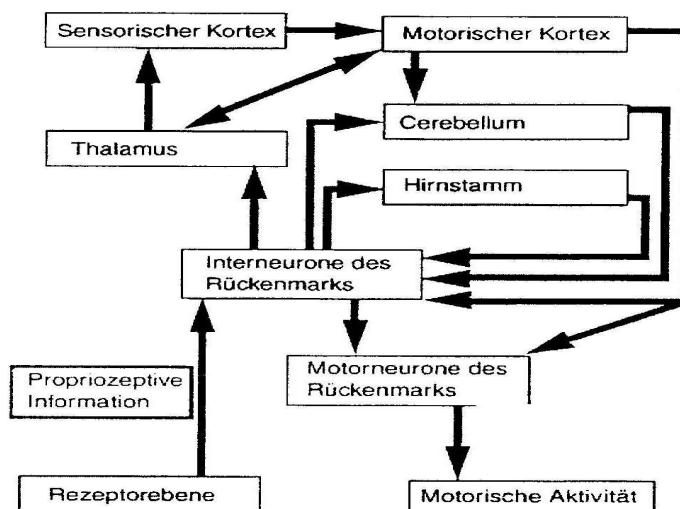 Sensorischer Kortex
Motorischer Kortex
Cerebellum
Thalamus
Hirnstamm
Interneurone des
Rückenmarks
Motorneurone des
Rückenmarks
Propriozeptive
Information
Rezeptorebene
Motorische Aktivität